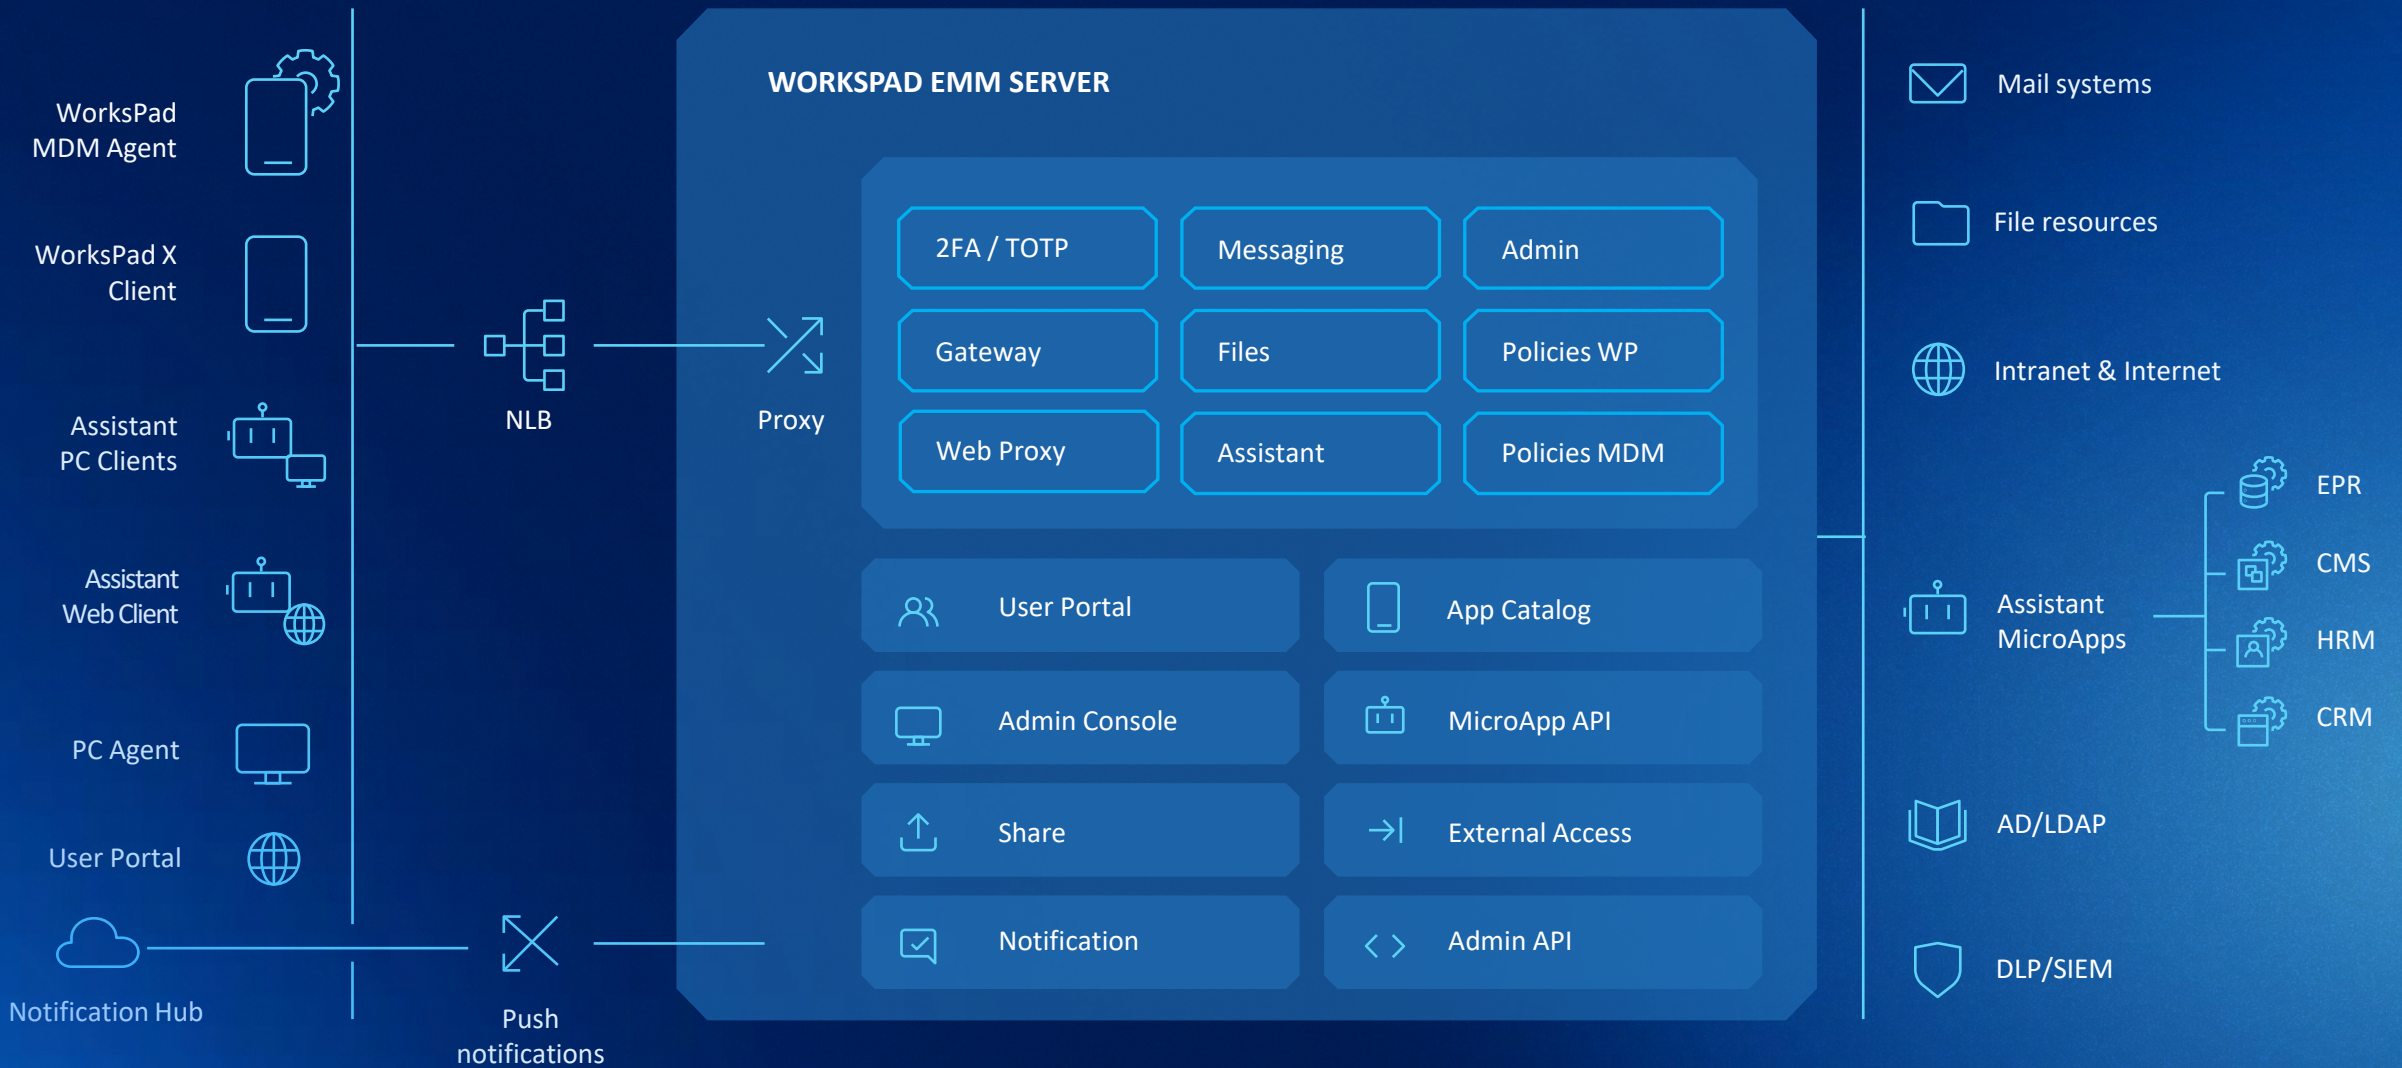 WorksPad
MDM Agent
WorksPad X
Client
Assistant
PC Clients
Assistant
Web Client
PC Agent
User Portal
Notification Hub
NLB
Push
notifications
WORKSPAD EMM SERVER
Proxy
2FA / TOTP
Messaging
Admin
Gateway
Files
Policies WP
Web Proxy
Assistant
Policies MDM
User Portal
App Catalog
Admin Console
MicroApp API
Share
External Access
Notification
Admin API
Mail systems
File resources
Intranet & Internet
Assistant
MicroApps
EPR
CMS
HRM
CRM
AD/LDAP
DLP/SIEM